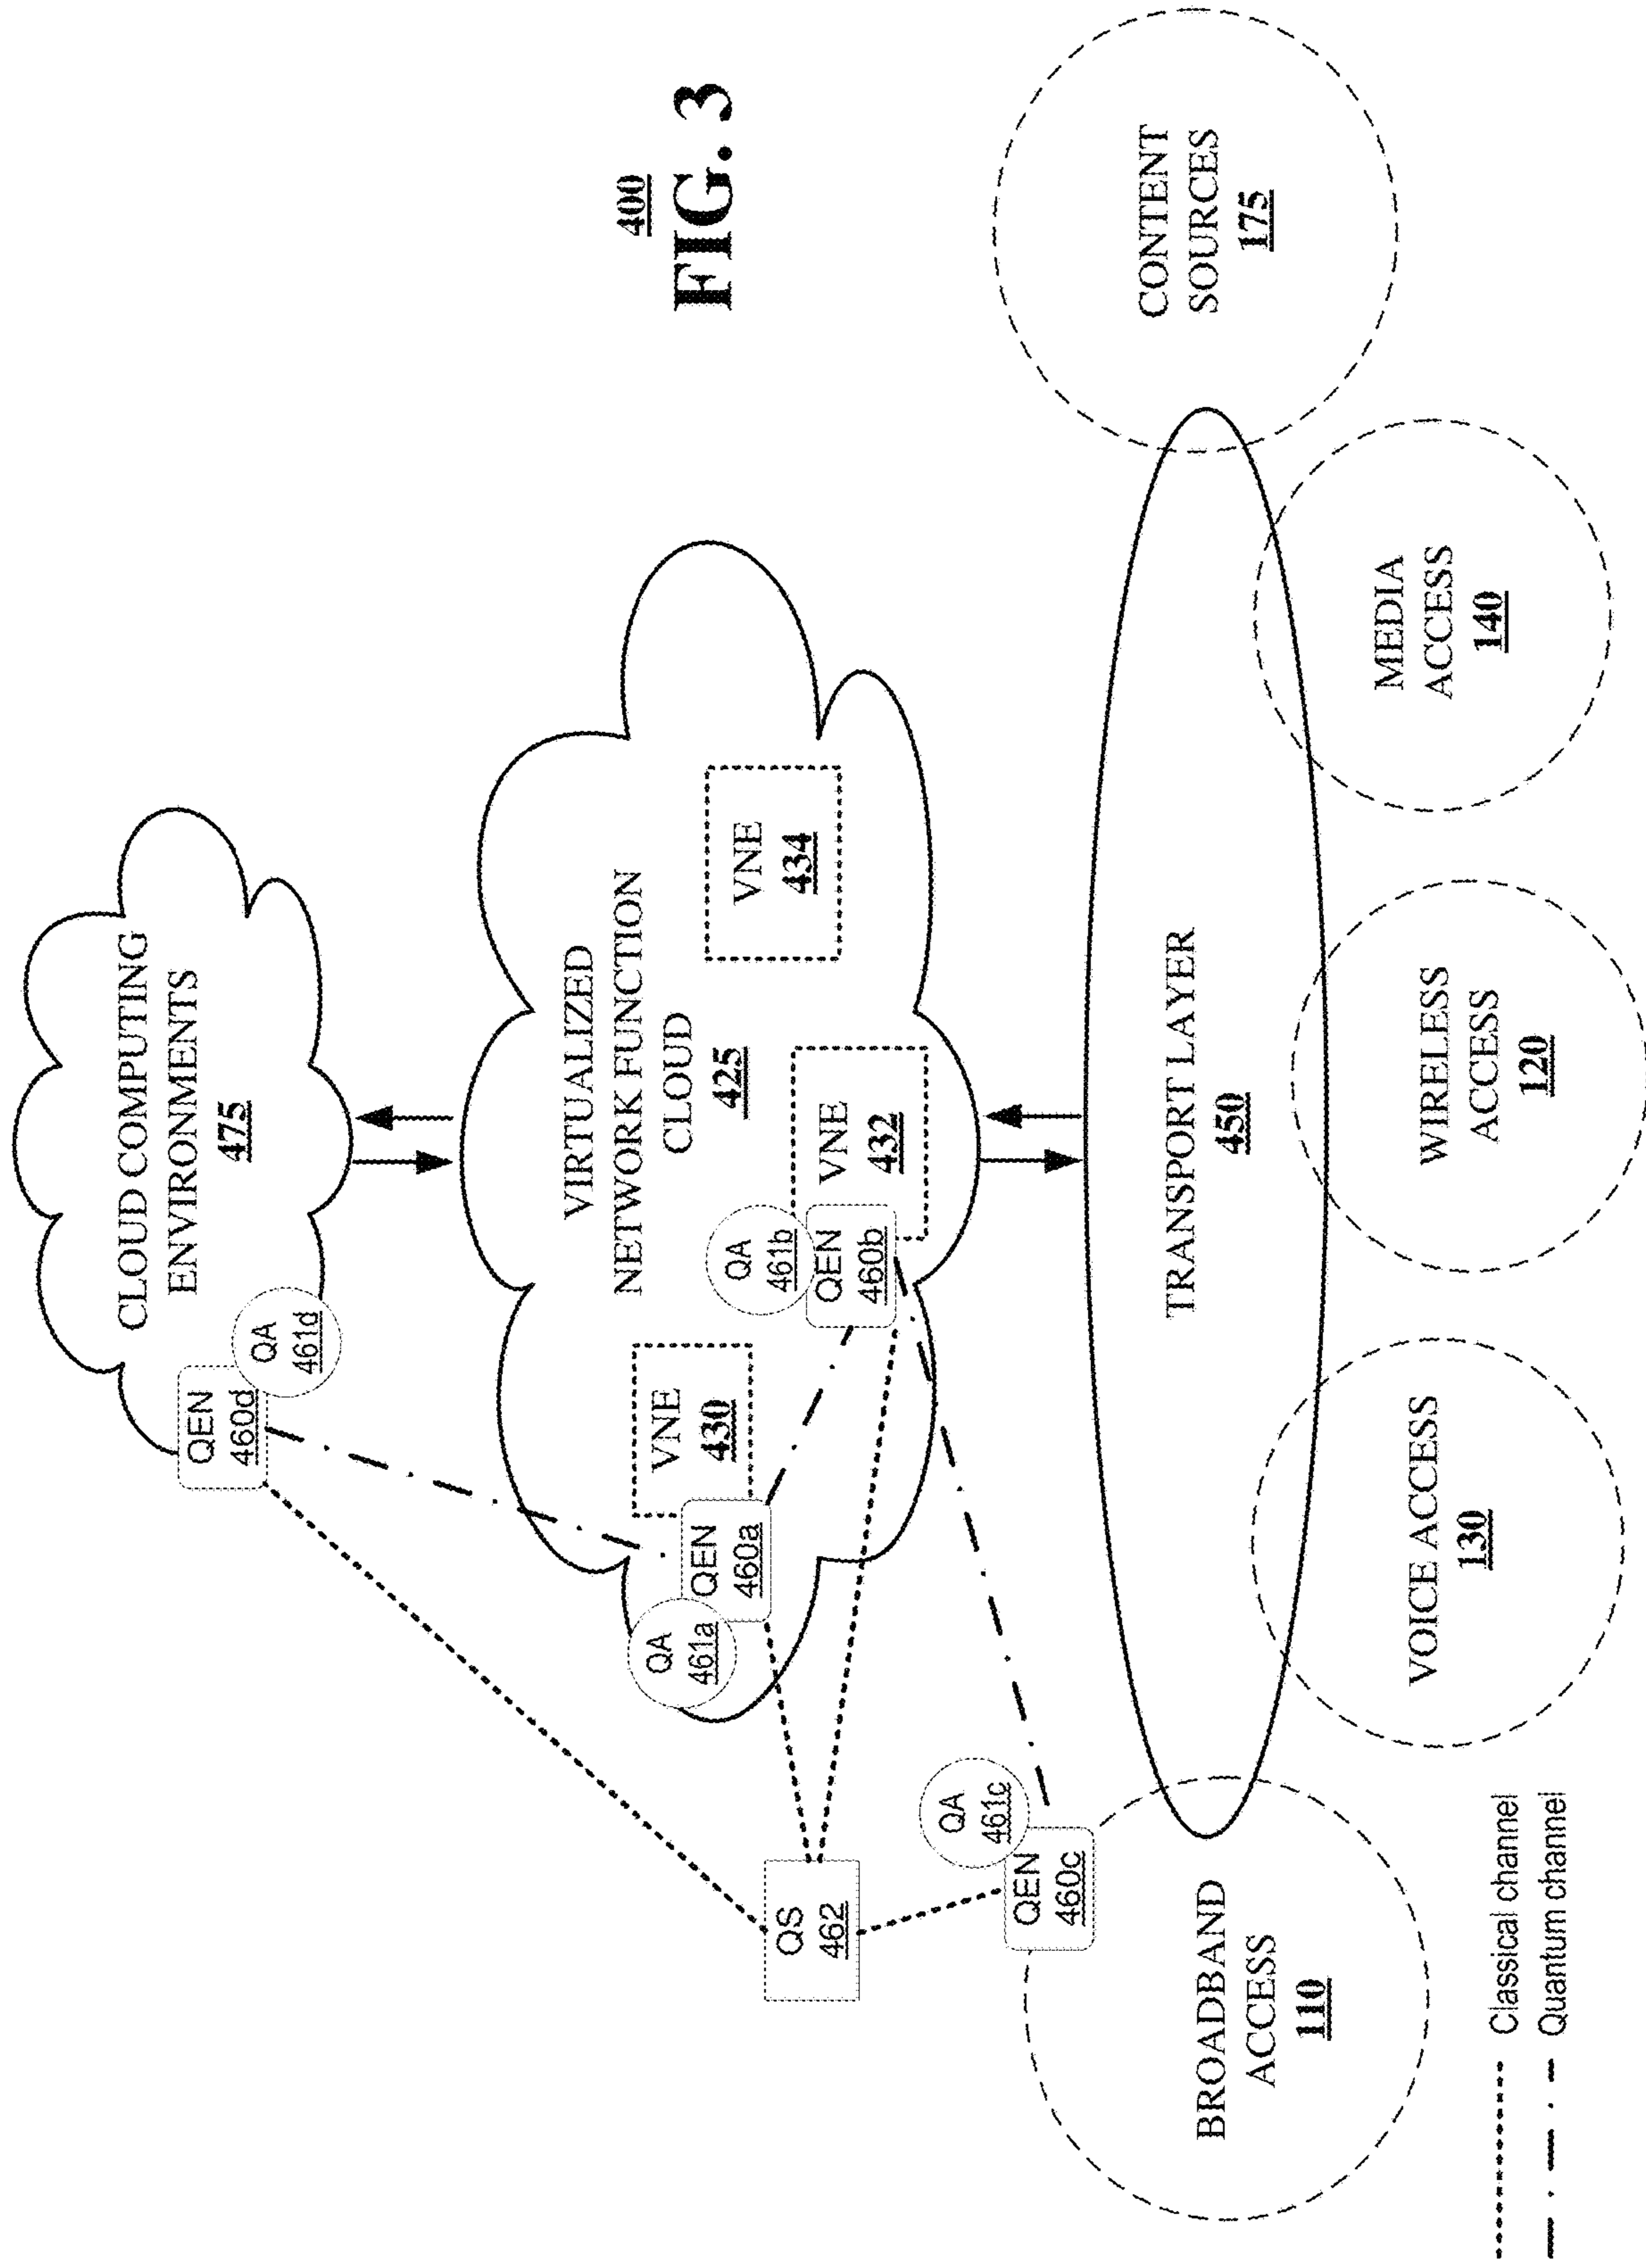 CLOUD COMPUTING
ENVIRONMENTS
475
QEN
460d
QA
461d
VIRTUALIZED
NETWORK FUNCTION
CLOUD
425
VNE
430
QA
461a
QEN
460a
QA
461b
QEN
460b
VNE
432
VNE
434
QS
462
QA
461c
QEN
460c
TRANSPORT LAYER
450
BROADBAND
ACCESS
110
VOICE ACCESS
130
WIRELESS
ACCESS
120
MEDIA
ACCESS
140
CONTENT
SOURCES
175
Classical channel
Quantum channel
400
FIG. 3